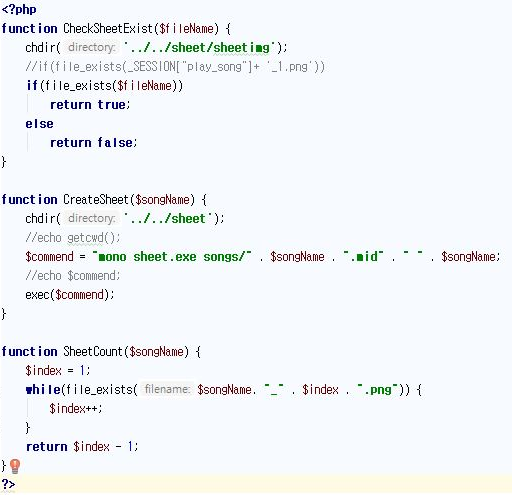 <?php
function CheckSheetExist($fileName) {
    chdir( directory: '../../sheet/sheetimg');
    //if(file_exists(_SESSION["play_song"]+ '_1.png'))
    if(file_exists($fileName))
        return true;
    else
        return false;
}
function CreateSheet($songName) {
    chdir( directory: '../../sheet');
    //echo getcwd();
    $commend = "mono sheet.exe songs/" . $songName . ".mid" . " " . $songName;
    //echo $commend;
    exec($commend);
}
function SheetCount($songName) {
    $index = 1;
    while(file_exists( filename: $songName. "_" . $index . ".png")) {
        $index++;
    }
    return $index - 1;
}
?>